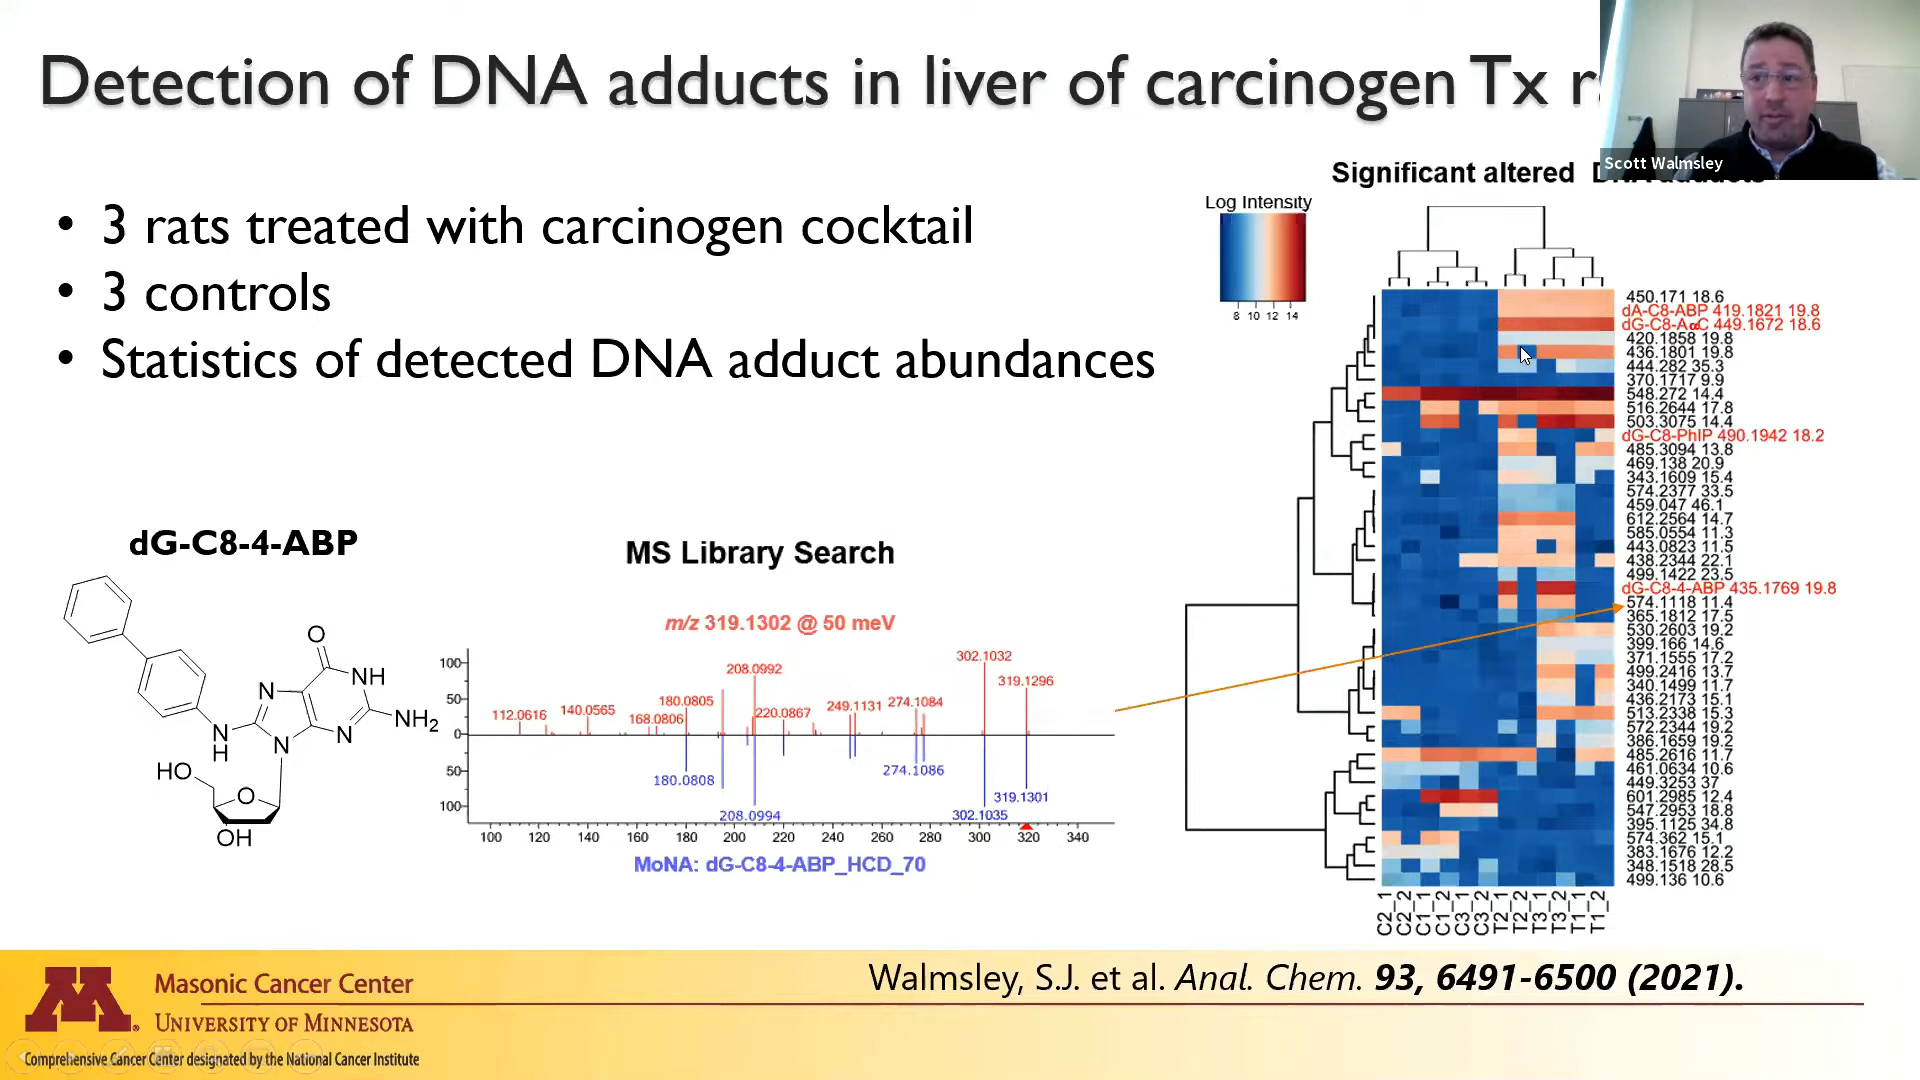 Detection of DNA adducts in liver of carcinogen Tx
Scott Walmsley
• 3 rats treated with carcinogen cocktail
• 3 controls
• Statistics of detected DNA adduct abundances
Significant altered DNA adducts
Log Intensity
8 10 12 14
450.171 18.6
dA-C8-ABP 419.1821 19.8
dG-C8-AαC 449.1672 18.6
420.1858 19.8
436.1801 19.8
444.282 35.3
370.1717 9.9
548.272 14.4
516.2644 17.8
503.3075 14.4
dG-C8-PhIP 490.1942 18.2
485.3094 13.8
469.138 20.9
343.1609 15.4
574.2377 33.5
459.047 46.1
612.2564 14.7
585.0554 11.3
443.0823 11.5
438.2344 22.1
499.1422 23.5
dG-C8-4-ABP 435.1769 19.8
574.1118 11.4
365.1812 17.5
530.2603 19.2
399.166 14.6
371.1555 17.2
499.2416 13.7
340.1499 11.7
436.2173 15.1
513.2338 15.3
572.2344 19.2
386.1659 19.2
485.2616 11.7
461.0634 10.6
449.3253 37
601.2985 12.4
547.2953 18.8
395.1125 34.8
574.362 15.1
383.1676 12.2
348.1518 28.5
499.136 10.6
C2_1 C2_2 C1_1 C1_2 C3_1 C3_2 T2_1 T2_2 T3_1 T3_2 T1_1 T1_2
dG-C8-4-ABP
O
N NH
N N NH2
N
H
HO
O
OH
MS Library Search
m/z 319.1302 @ 50 meV
100
50
0
50
100
112.0616 140.0565 168.0806 180.0805 208.0992 220.0867 249.1131 274.1084 302.1032 319.1296
180.0808 208.0994 274.1086 302.1035 319.1301
100 120 140 160 180 200 220 240 260 280 300 320 340
MoNA: dG-C8-4-ABP_HCD_70
Walmsley, S.J. et al. Anal. Chem. 93, 6491-6500 (2021).
M
Masonic Cancer Center
UNIVERSITY OF MINNESOTA
Comprehensive Cancer Center designated by the National Cancer Institute